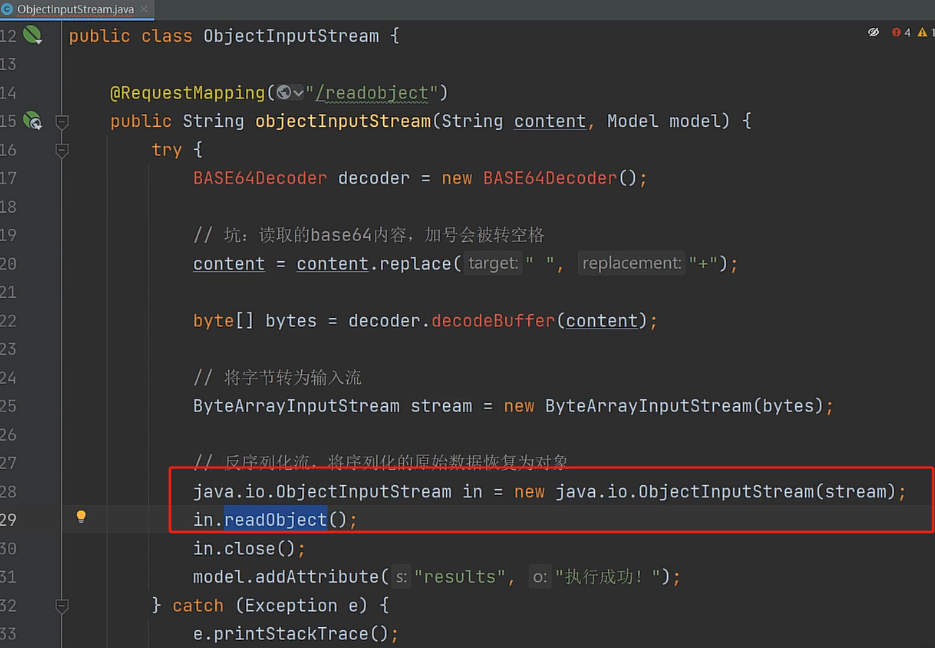 ObjectInputStream.java
4 1
12 public class ObjectInputStream {
13
14 @RequestMapping("/readobject")
15 public String objectInputStream(String content, Model model) {
16 try {
17 BASE64Decoder decoder = new BASE64Decoder();
18
19 // 坑：读取的base64内容，加号会被转空格
20 content = content.replace( target: " ", replacement: "+");
21
22 byte[] bytes = decoder.decodeBuffer(content);
23
24 // 将字节转为输入流
25 ByteArrayInputStream stream = new ByteArrayInputStream(bytes);
26
27 // 反序列化流，将序列化的原始数据恢复为对象
28 java.io.ObjectInputStream in = new java.io.ObjectInputStream(stream);
29 in.readObject();
30 in.close();
31 model.addAttribute( s: "results", o: "执行成功！");
32 } catch (Exception e) {
33 e.printStackTrace();